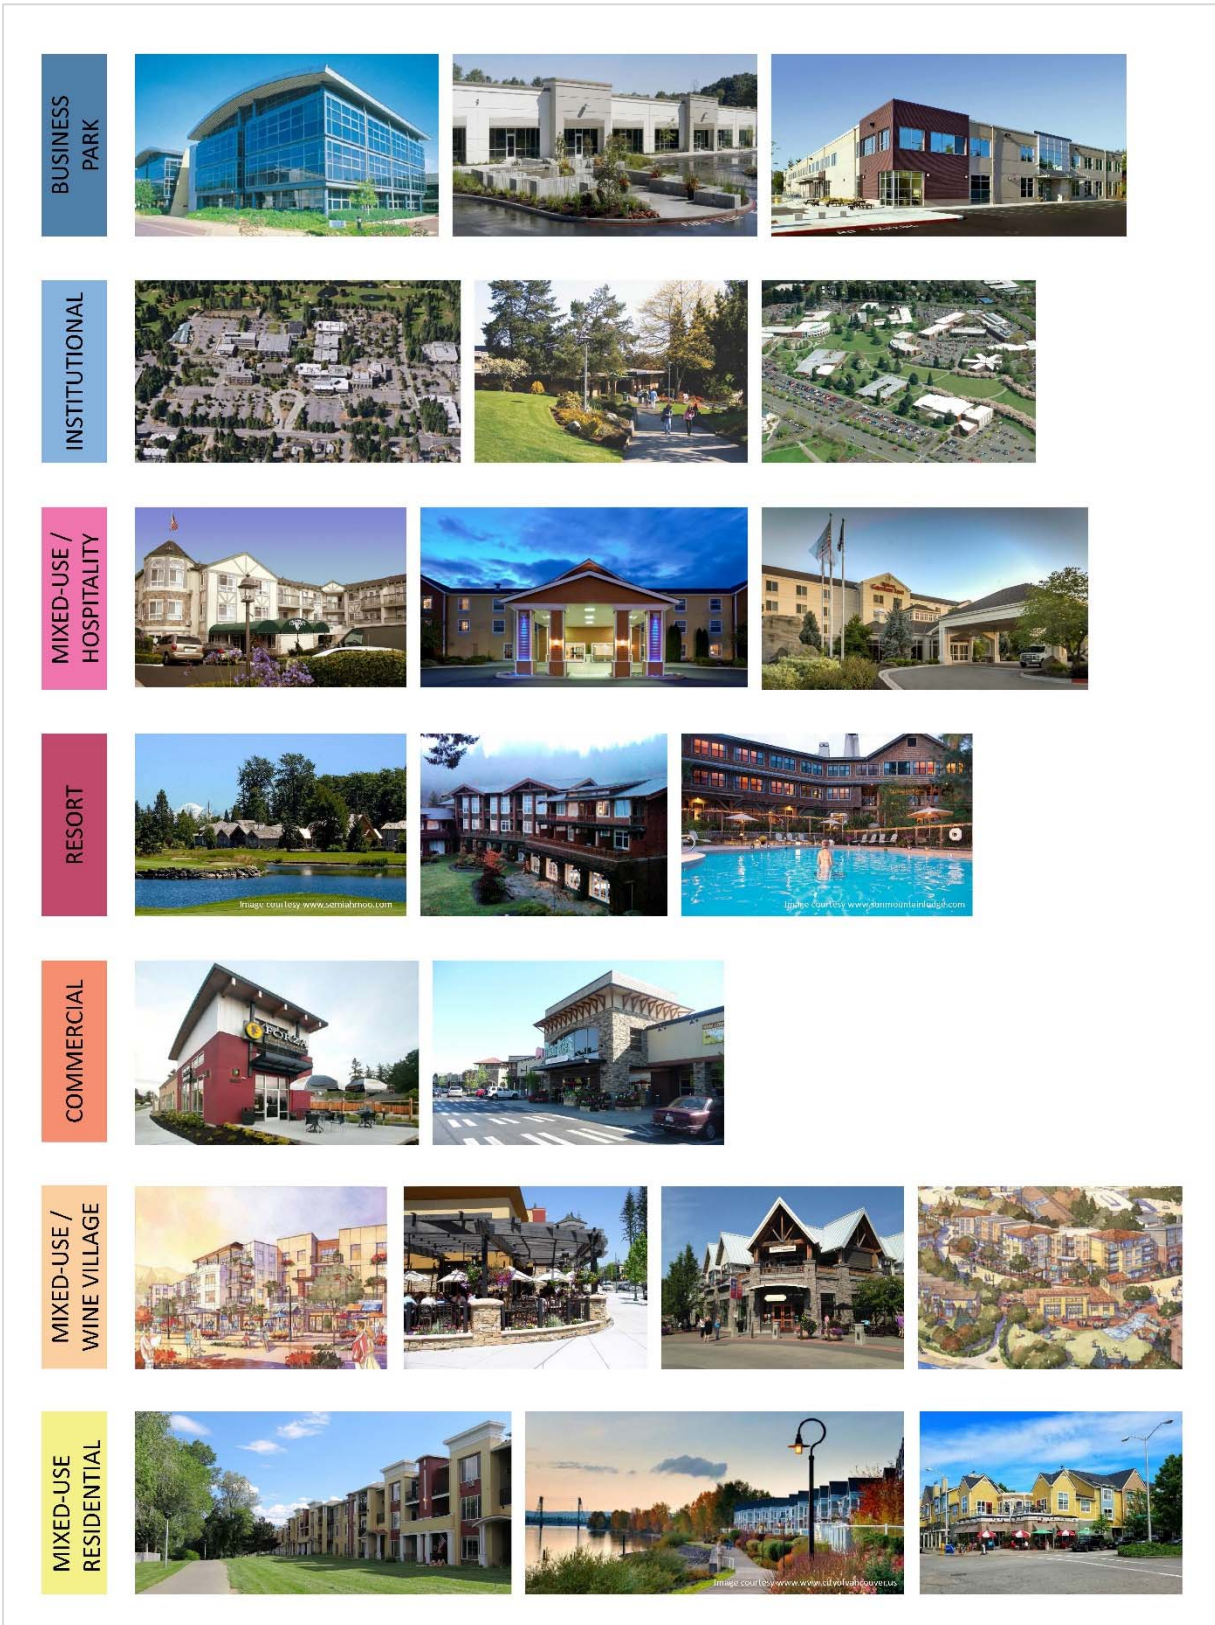 BUSINESS
PARK
INSTITUTIONAL
MIXED-USE /
HOSPITALITY
RESORT
Image courtesy www.semiahmoo.com
Image courtesy www.sunmountainlodge.com
COMMERCIAL
MIXED-USE /
WINE VILLAGE
MIXED-USE
RESIDENTIAL
Image courtesy www.www.cityofvancouver.us